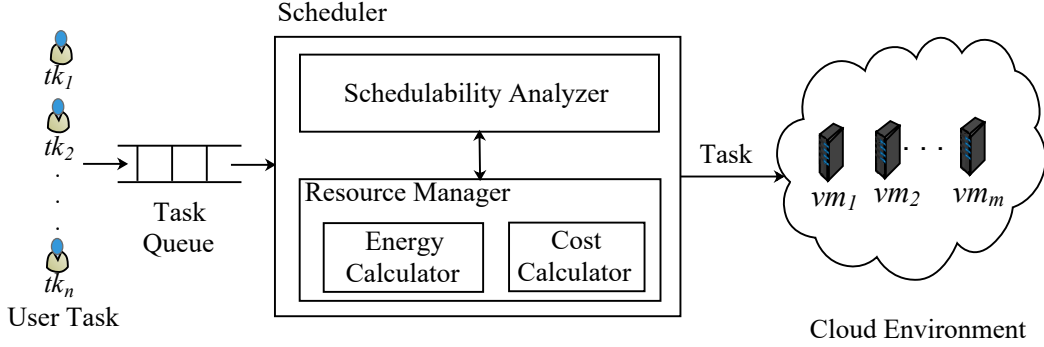 Scheduler
tk1
tk2
.
.
.
tkn
User Task
Task
Queue
Schedulability Analyzer
Resource Manager
Energy
Calculator
Cost
Calculator
Task
vm1 vm2 . . . vmm
Cloud Environment